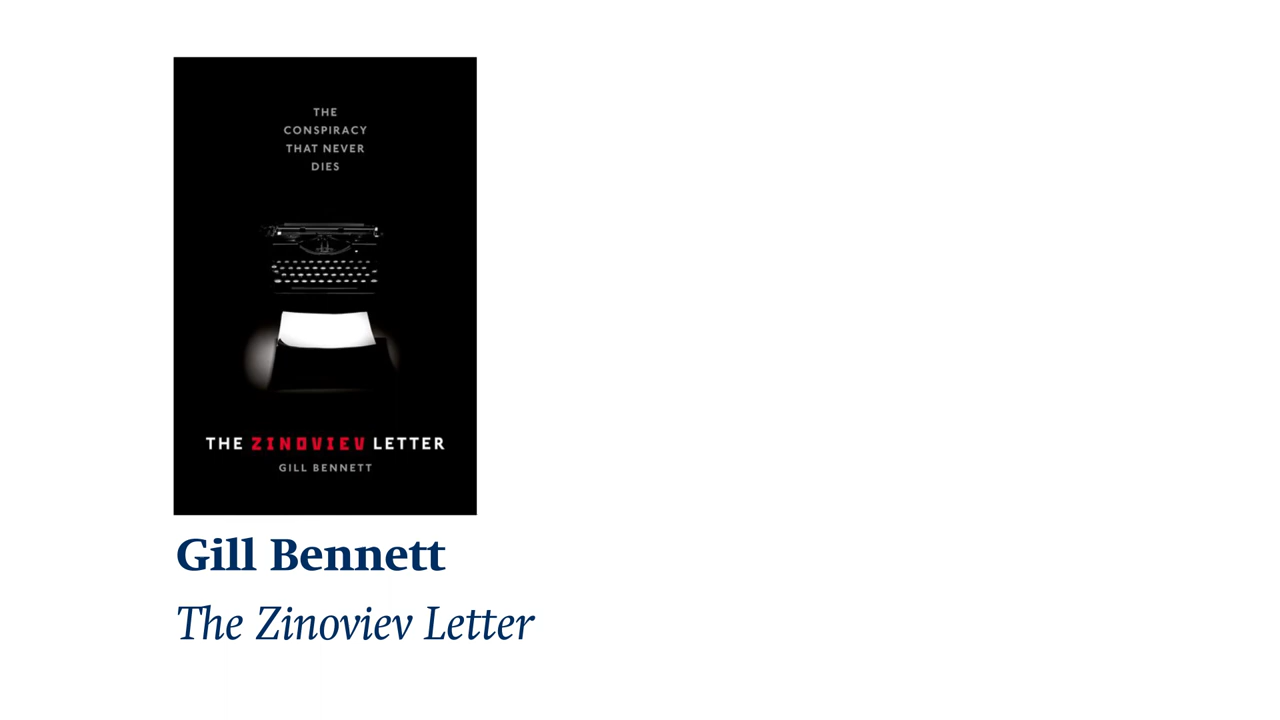 THE
CONSPIRACY
THAT NEVER
DIES
THE ZINOVIEV LETTER
GILL BENNETT
Gill Bennett
The Zinoviev Letter